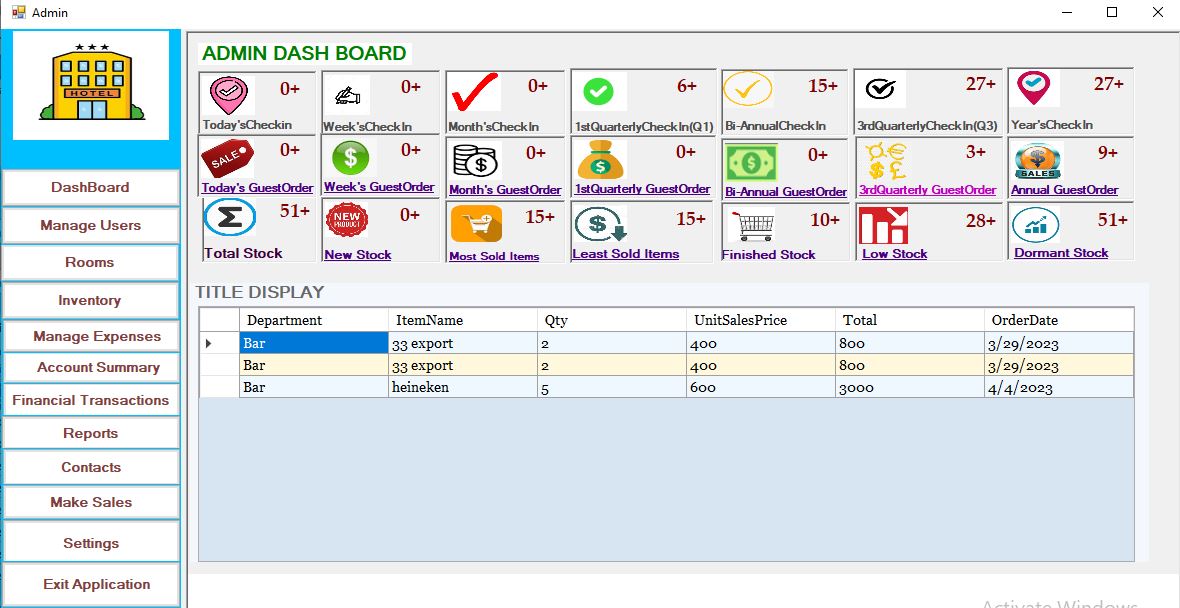 Admin
HOTEL
DashBoard
Manage Users
Rooms
Inventory
Manage Expenses
Account Summary
Financial Transactions
Reports
Contacts
Make Sales
Settings
Exit Application
ADMIN DASH BOARD
0+ 0+ 0+ 6+ 15+ 27+ 27+
Today'sCheckin Week'sCheckIn Month'sCheckIn 1stQuarterlyCheckIn(Q1) Bi-AnnualCheckIn 3rdQuarterlyCheckIn(Q3) Year'sCheckIn
SALE $ 0+ 0+ 0+ 0+ 0+ 3+ 9+
SALES
Today's GuestOrder Week's GuestOrder Month's GuestOrder 1stQuarterly GuestOrder Bi-Annual GuestOrder 3rdQuarterly GuestOrder Annual GuestOrder
Σ 51+ NEW PRODUCT 0+ 15+ $ 15+ 10+ 28+ 51+
Total Stock New Stock Most Sold Items Least Sold Items Finished Stock Low Stock Dormant Stock
TITLE DISPLAY
Department ItemName Qty UnitSalesPrice Total OrderDate
Bar 33 export 2 400 800 3/29/2023
Bar 33 export 2 400 800 3/29/2023
Bar heineken 5 600 3000 4/4/2023
Activate Windows